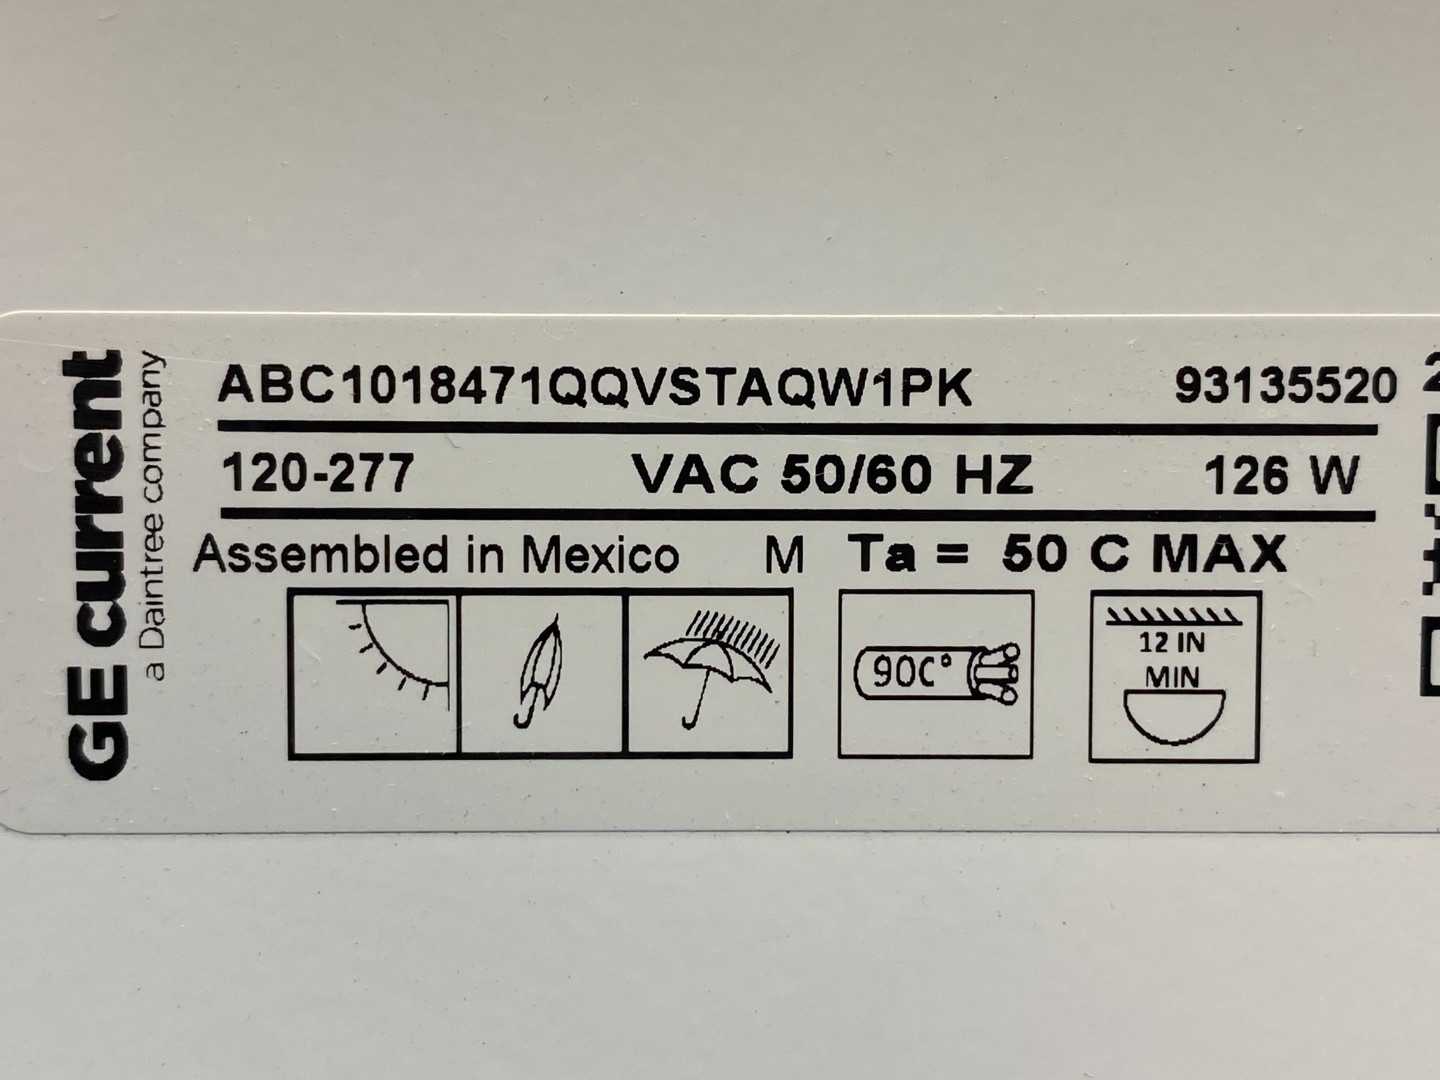 GE current
a Daintree company
ABC1018471QQVSTAQW1PK 93135520
120-277 VAC 50/60 HZ 126 W
Assembled in Mexico M Ta = 50 C MAX
90C°
12 IN
MIN